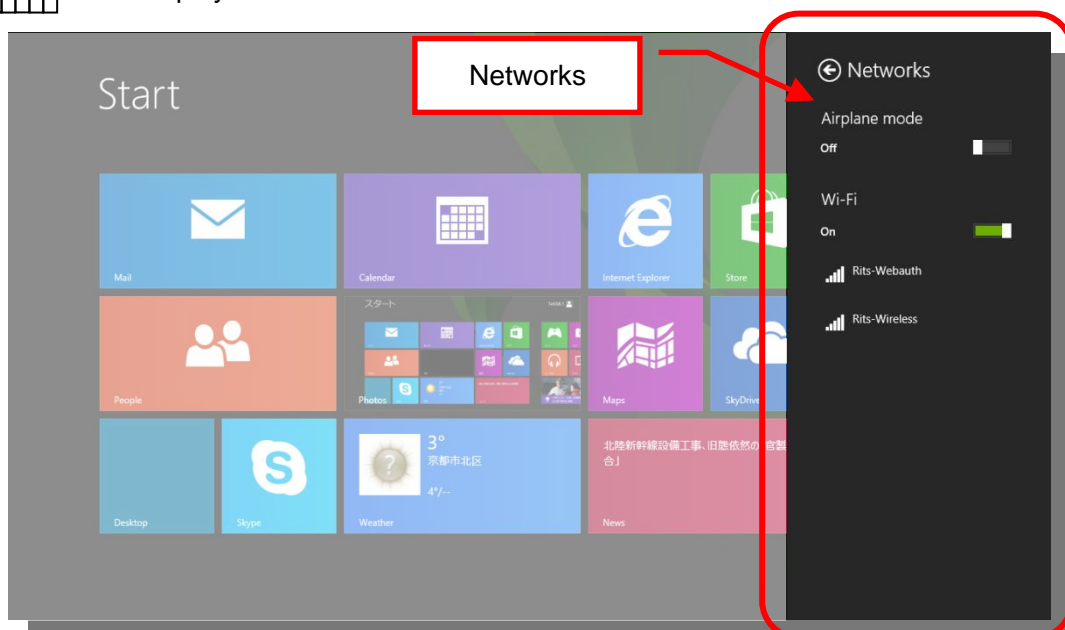 Networks
Start
Networks
Airplane mode
Off
Wi-Fi
On
Rits-Webauth
Rits-Wireless
Mail
Calendar
Internet Explorer
Store
People
スタート
Photos
Maps
SkyDrive
Desktop
Skype
3°
京都市北区
4°/--
Weather
北陸新幹線設備工事、旧態依然の
合」
News